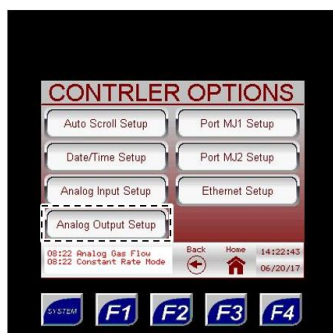 CONTRLER OPTIONS
Auto Scroll Setup
Port MJ1 Setup
Date/Time Setup
Port MJ2 Setup
Analog Input Setup
Ethernet Setup
Analog Output Setup
08:22 Analog Gas Flow
08:22 Constant Rate Mode
Back
Home
14:22:43
06/20/17
SYSTEM
F1
F2
F3
F4